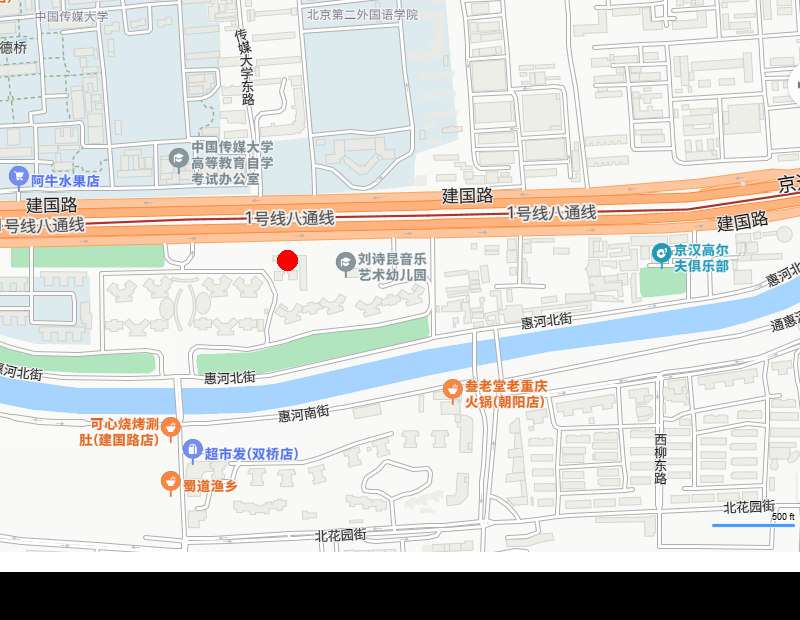 中国传媒大学
北京第二外国语学院
德桥
传媒大学东路
中国传媒大学
高等教育自学
考试办公室
阿牛水果店
建国路
建国路
1号线八通线
1号线八通线
1号线八通线
建国路
刘诗昆音乐
艺术幼儿园
京汉高尔
夫俱乐部
惠河北街
惠河北街
惠河北街
惠河北街
惠河南街
叁老堂老重庆
火锅(朝阳店)
可心烧烤涮
肚(建国路店)
超市发(双桥店)
蜀道渔乡
西柳东路
北花园街
北花园街
500 ft